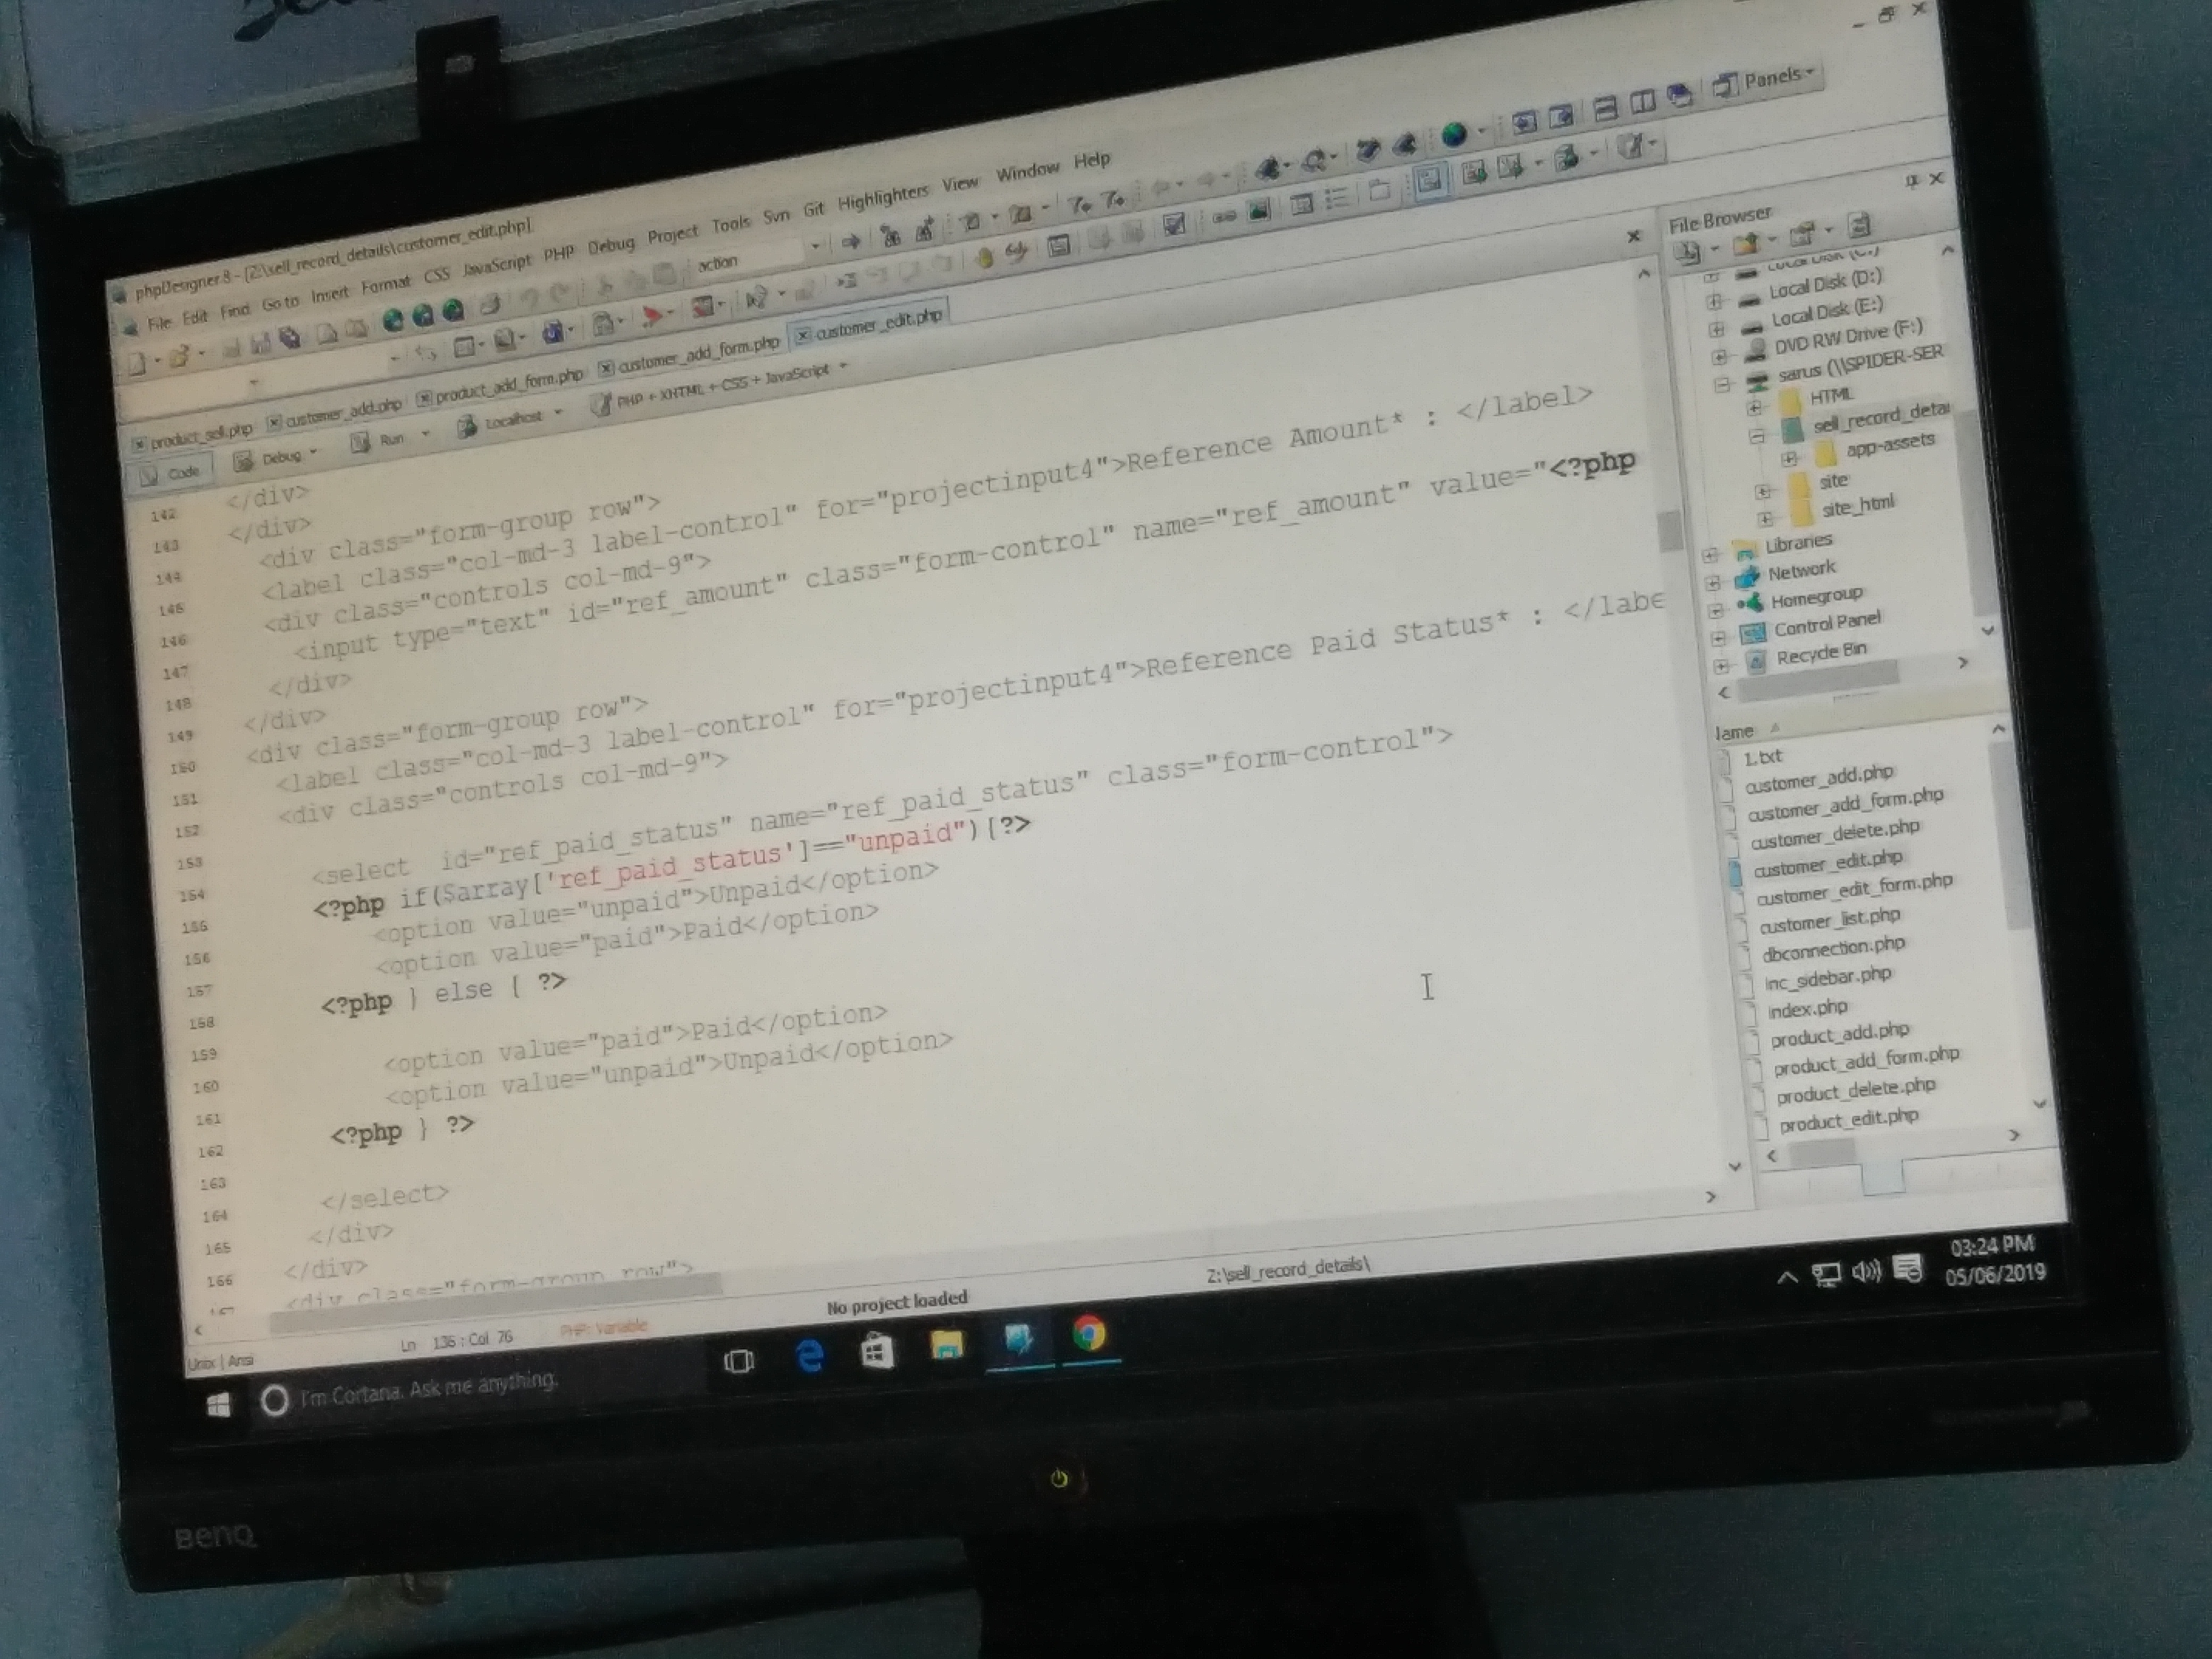 phpDesigner 8 - [Z:\sell_record_details\customer_edit.php]
File Edit Find Go to Insert Format CSS JavaScript PHP Debug Project Tools Svn Git Highlighters View Window Help
action
Panels
product_sell.php customer_add.php product_add_form.php customer_add_form.php customer_edit.php
Code Debug Run Localhost PHP + XHTML + CSS + JavaScript
142
143
144
145
146
147
148
149
150
151
152
153
154
155
156
157
158
159
160
161
162
163
164
165
166
</div>
</div>
<div class="form-group row">
<label class="col-md-3 label-control" for="projectinput4">Reference Amount* : </label>
<div class="controls col-md-9">
<input type="text" id="ref_amount" class="form-control" name="ref_amount" value="<?php
</div>
</div>
<div class="form-group row">
<label class="col-md-3 label-control" for="projectinput4">Reference Paid Status* : </labe
<div class="controls col-md-9">
<select id="ref_paid_status" name="ref_paid_status" class="form-control">
<?php if($array['ref_paid_status']=="unpaid"){?>
<option value="unpaid">Unpaid</option>
<option value="paid">Paid</option>
<?php } else { ?>
<option value="paid">Paid</option>
<option value="unpaid">Unpaid</option>
<?php } ?>
</select>
</div>
</div>
<div class="form-group row">
File Browser
Local Disk (D:)
Local Disk (E:)
DVD RW Drive (F:)
sarus (\\SPIDER-SER
HTML
sell_record_detai
app-assets
site
site_html
Libraries
Network
Homegroup
Control Panel
Recycle Bin
lame
1.txt
customer_add.php
customer_add_form.php
customer_delete.php
customer_edit.php
customer_edit_form.php
customer_list.php
dbconnection.php
inc_sidebar.php
index.php
product_add.php
product_add_form.php
product_delete.php
product_edit.php
Unix | Ansi
Ln 136 : Col 76
PHP: Variable
No project loaded
Z:\sell_record_details\
I'm Cortana. Ask me anything.
03:24 PM
05/06/2019
BenQ